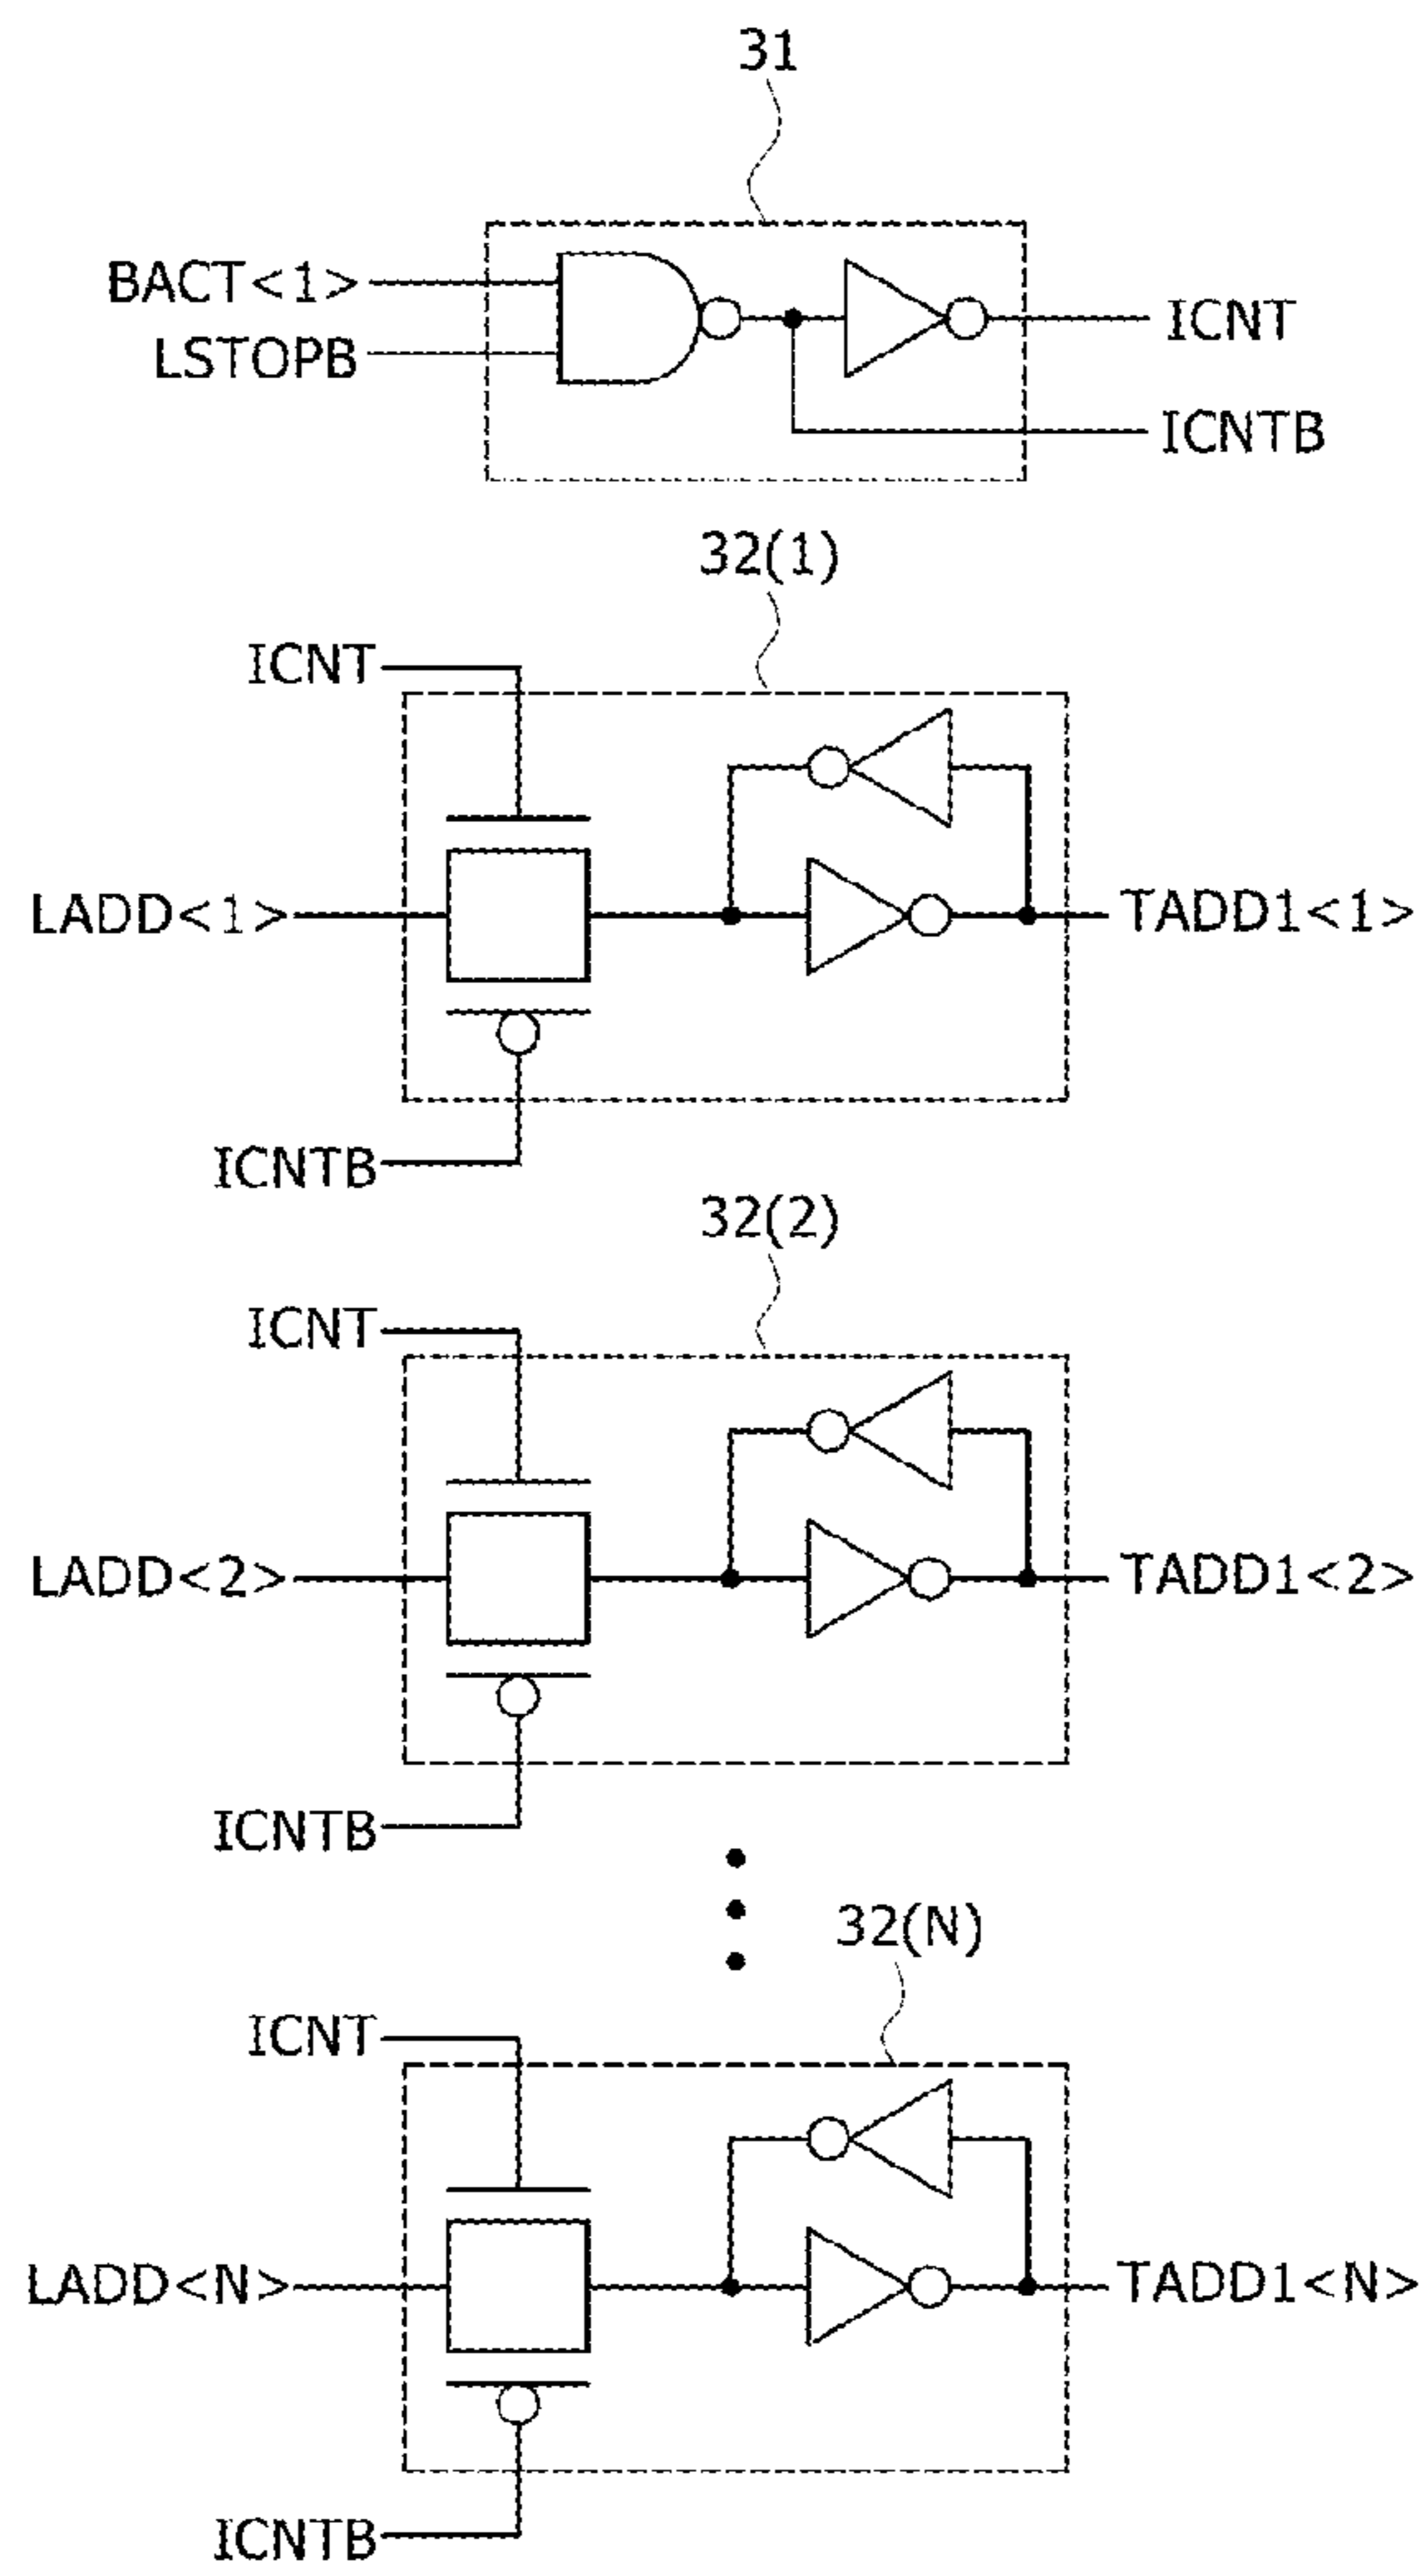 31
BACT<1>
LSTOPB
ICNT
ICNTB
32(1)
ICNT
LADD<1>
TADD1<1>
ICNTB
32(2)
ICNT
LADD<2>
TADD1<2>
ICNTB
32(N)
ICNT
LADD<N>
TADD1<N>
ICNTB